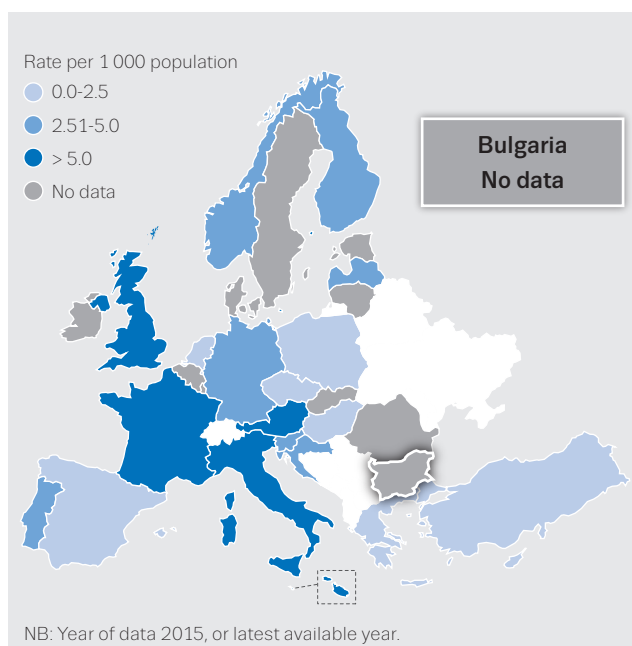 Rate per 1 000 population
0.0-2.5
2.51-5.0
> 5.0
No data
Bulgaria
No data
NB: Year of data 2015, or latest available year.